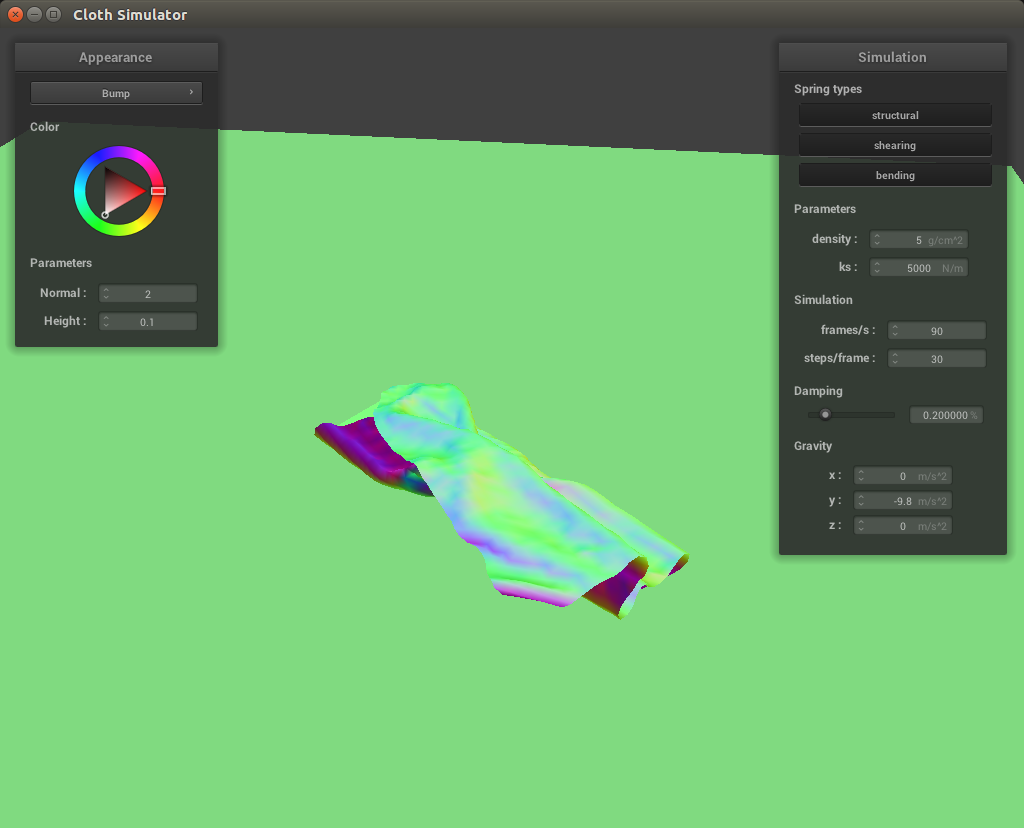 Cloth Simulator
Appearance
Bump
Color
Parameters
Normal : 2
Height : 0.1
Simulation
Spring types
structural
shearing
bending
Parameters
density : 5 g/cm^2
ks : 5000 N/m
Simulation
frames/s : 90
steps/frame : 30
Damping
0.200000 %
Gravity
x : 0 m/s^2
y : -9.8 m/s^2
z : 0 m/s^2